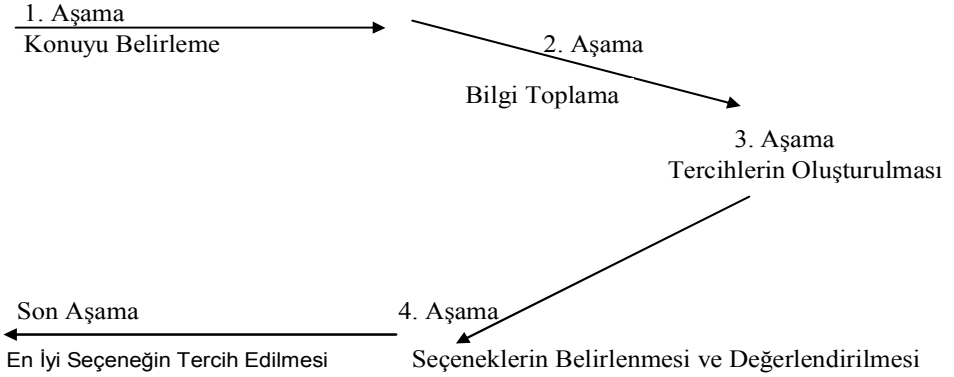 1. Aşama
Konuyu Belirleme
2. Aşama
Bilgi Toplama
3. Aşama
Tercihlerin Oluşturulması
4. Aşama
Seçeneklerin Belirlenmesi ve Değerlendirilmesi
Son Aşama
En İyi Seçeneğin Tercih Edilmesi